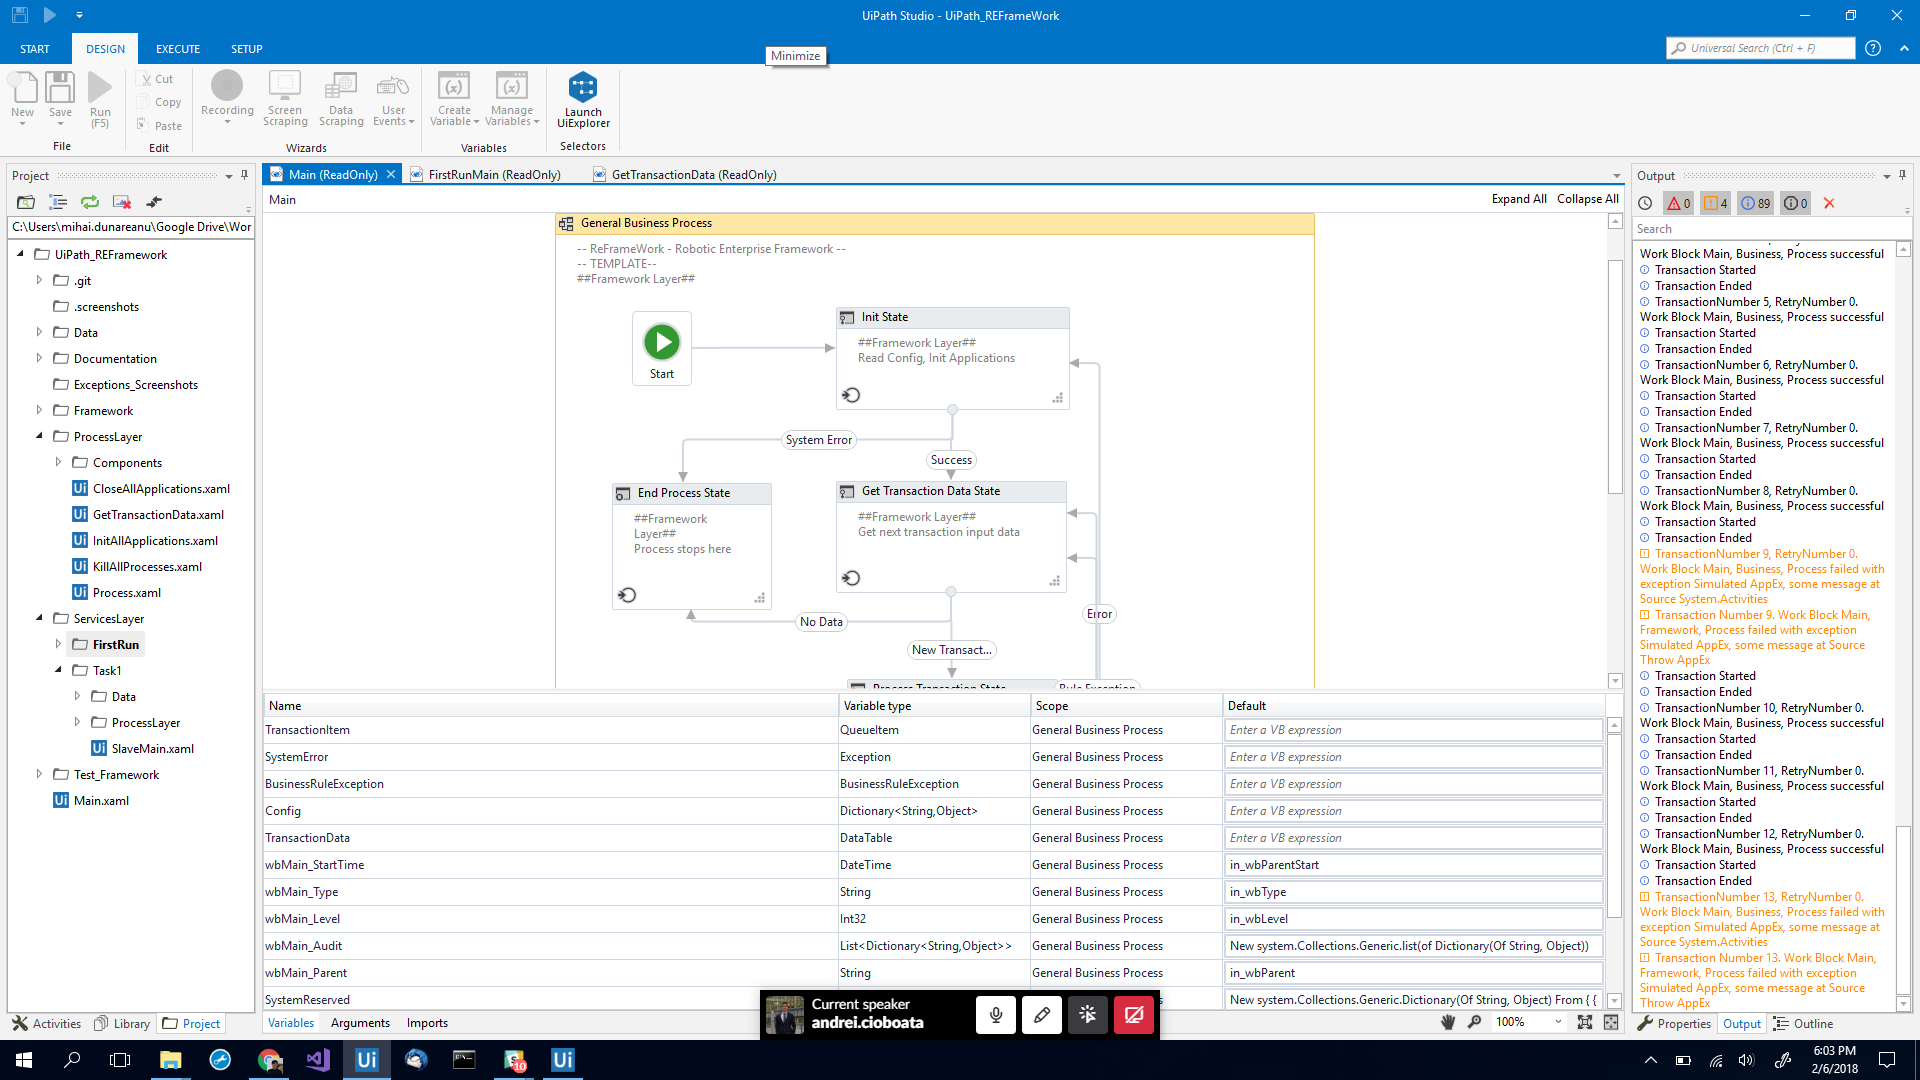 UiPath Studio - UiPath_REFrameWork
START
DESIGN
EXECUTE
SETUP
Minimize
Universal Search (Ctrl + F)
New
Save
Run
(F5)
File
Cut
Copy
Paste
Edit
Recording
Screen
Scraping
Data
Scraping
User
Events
Wizards
Create
Variable
Manage
Variables
Variables
Launch
UiExplorer
Selectors
Project
C:\Users\mihai.dunareanu\Google Drive\Wor
UiPath_REFramework
.git
.screenshots
Data
Documentation
Exceptions_Screenshots
Framework
ProcessLayer
Components
CloseAllApplications.xaml
GetTransactionData.xaml
InitAllApplications.xaml
KillAllProcesses.xaml
Process.xaml
ServicesLayer
FirstRun
Task1
Data
ProcessLayer
SlaveMain.xaml
Test_Framework
Main.xaml
Activities
Library
Project
Main (ReadOnly)
FirstRunMain (ReadOnly)
GetTransactionData (ReadOnly)
Main
Expand All
Collapse All
General Business Process
-- ReFrameWork - Robotic Enterprise Framework --
-- TEMPLATE--
##Framework Layer##
Start
Init State
##Framework Layer##
Read Config, Init Applications
System Error
Success
End Process State
##Framework
Layer##
Process stops here
Get Transaction Data State
##Framework Layer##
Get next transaction input data
No Data
Error
New Transact...
Process Transaction State
Rule Exception
Name Variable type Scope Default
TransactionItem QueueItem General Business Process Enter a VB expression
SystemError Exception General Business Process Enter a VB expression
BusinessRuleException BusinessRuleException General Business Process Enter a VB expression
Config Dictionary<String,Object> General Business Process Enter a VB expression
TransactionData DataTable General Business Process Enter a VB expression
wbMain_StartTime DateTime General Business Process in_wbParentStart
wbMain_Type String General Business Process in_wbType
wbMain_Level Int32 General Business Process in_wbLevel
wbMain_Audit List<Dictionary<String,Object>> General Business Process New system.Collections.Generic.list(of Dictionary(Of String, Object))
wbMain_Parent String General Business Process in_wbParent
SystemReserved New system.Collections.Generic.Dictionary(Of String, Object) From { {
Variables
Arguments
Imports
100%
Current speaker
andrei.cioboata
Output
0
4
89
0
Search
Work Block Main, Business, Process successful
Transaction Started
Transaction Ended
TransactionNumber 5, RetryNumber 0.
Work Block Main, Business, Process successful
Transaction Started
Transaction Ended
TransactionNumber 6, RetryNumber 0.
Work Block Main, Business, Process successful
Transaction Started
Transaction Ended
TransactionNumber 7, RetryNumber 0.
Work Block Main, Business, Process successful
Transaction Started
Transaction Ended
TransactionNumber 8, RetryNumber 0.
Work Block Main, Business, Process successful
Transaction Started
Transaction Ended
TransactionNumber 9, RetryNumber 0.
Work Block Main, Business, Process failed with
exception Simulated AppEx, some message at
Source System.Activities
Transaction Number 9. Work Block Main,
Framework, Process failed with exception
Simulated AppEx, some message at Source
Throw AppEx
Transaction Started
Transaction Ended
TransactionNumber 10, RetryNumber 0.
Work Block Main, Business, Process successful
Transaction Started
Transaction Ended
TransactionNumber 11, RetryNumber 0.
Work Block Main, Business, Process successful
Transaction Started
Transaction Ended
TransactionNumber 12, RetryNumber 0.
Work Block Main, Business, Process successful
Transaction Started
Transaction Ended
TransactionNumber 13, RetryNumber 0.
Work Block Main, Business, Process failed with
exception Simulated AppEx, some message at
Source System.Activities
Transaction Number 13. Work Block Main,
Framework, Process failed with exception
Simulated AppEx, some message at Source
Throw AppEx
Properties
Output
Outline
Ui
10
Ui
6:03 PM
2/6/2018